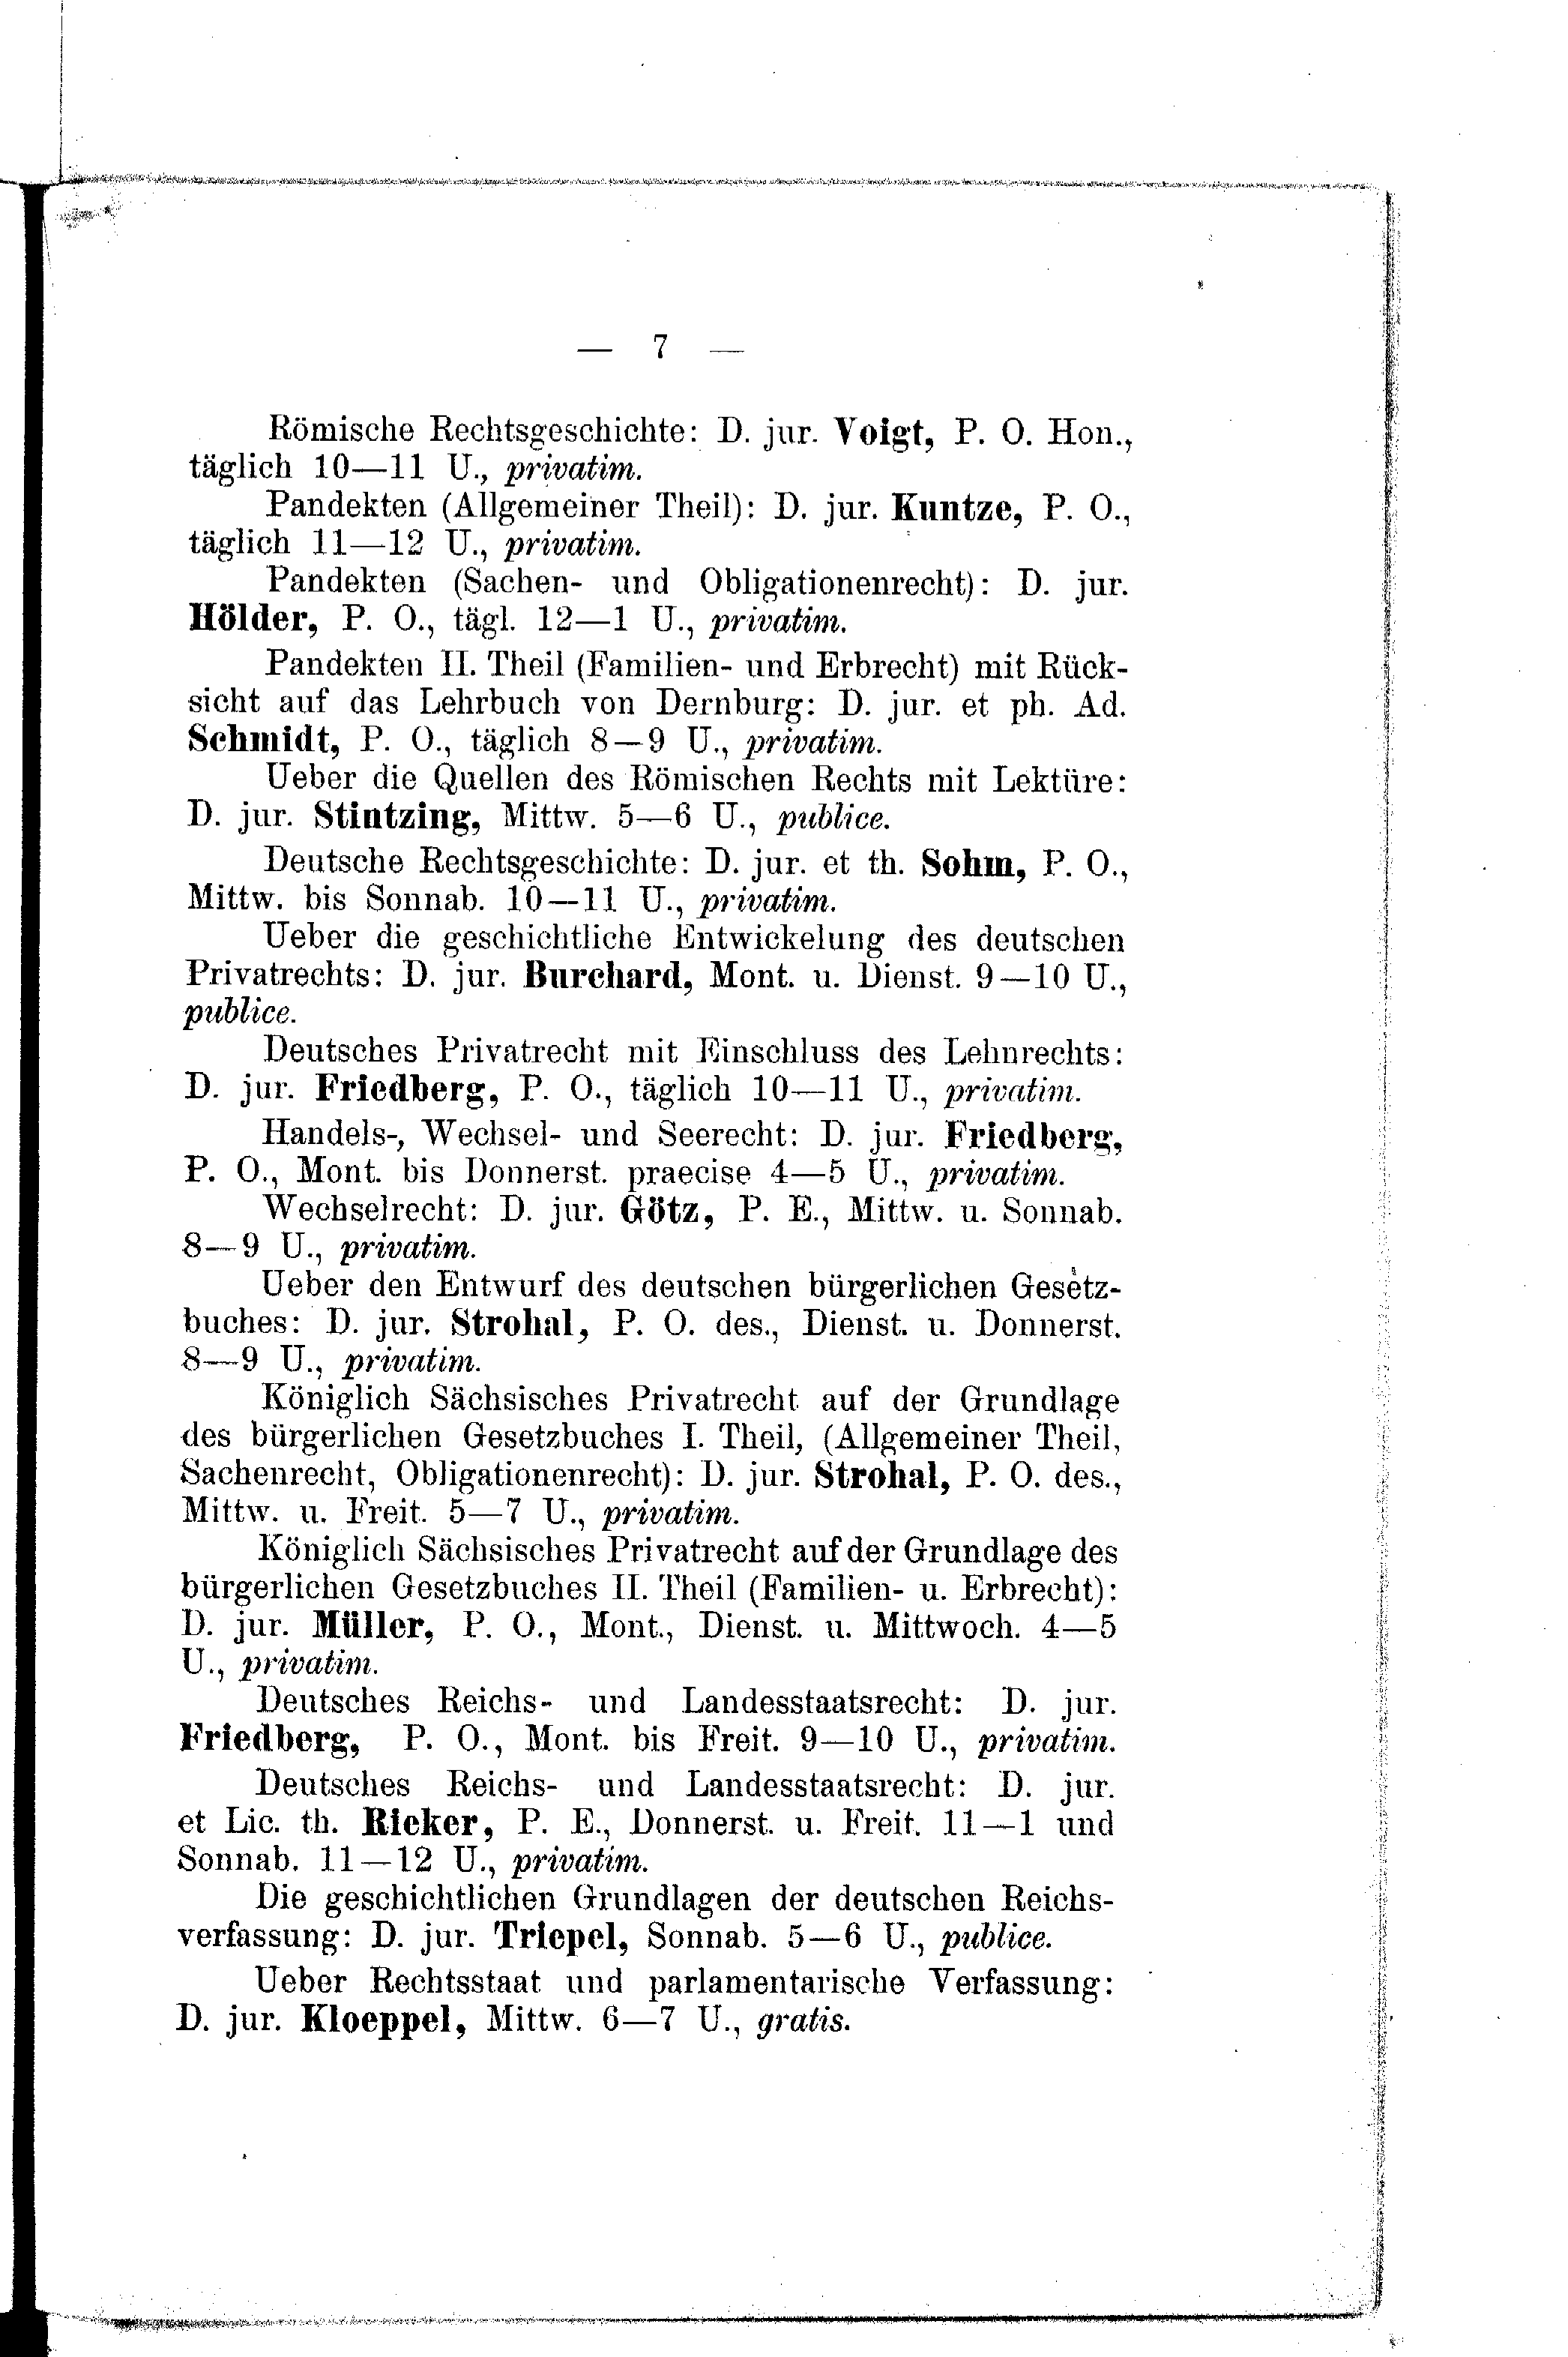 — 7 —
Römische Rechtsgeschichte: D. jur. Voigt, P. O. Hon.,
täglich 10—11 U., privatim.
Pandekten (Allgemeiner Theil): D. jur. Kuntze, P. O.,
täglich 11—12 U., privatim.
Pandekten (Sachen- und Obligationenrecht): D. jur.
Hölder, P. O., tägl. 12—1 U., privatim.
Pandekten II. Theil (Familien- und Erbrecht) mit Rück-
sicht auf das Lehrbuch von Dernburg: D. jur. et ph. Ad.
Schmidt, P. O., täglich 8—9 U., privatim.
Ueber die Quellen des Römischen Rechts mit Lektüre:
D. jur. Stintzing, Mittw. 5—6 U., publice.
Deutsche Rechtsgeschichte: D. jur. et th. Sohm, P. O.,
Mittw. bis Sonnab. 10—11 U., privatim.
Ueber die geschichtliche Entwickelung des deutschen
Privatrechts: D. jur. Burchard, Mont. u. Dienst. 9—10 U.,
publice.
Deutsches Privatrecht mit Einschluss des Lehnrechts:
D. jur. Friedberg, P. O., täglich 10—11 U., privatim.
Handels-, Wechsel- und Seerecht: D. jur. Friedberg,
P. O., Mont. bis Donnerst. praecise 4—5 U., privatim.
Wechselrecht: D. jur. Götz, P. E., Mittw. u. Sonnab.
8—9 U., privatim.
Ueber den Entwurf des deutschen bürgerlichen Gesetz-
buches: D. jur. Strohal, P. O. des., Dienst. u. Donnerst.
8—9 U., privatim.
Königlich Sächsisches Privatrecht auf der Grundlage
des bürgerlichen Gesetzbuches I. Theil, (Allgemeiner Theil,
Sachenrecht, Obligationenrecht): D. jur. Strohal, P. O. des.,
Mittw. u. Freit. 5—7 U., privatim.
Königlich Sächsisches Privatrecht auf der Grundlage des
bürgerlichen Gesetzbuches II. Theil (Familien- u. Erbrecht):
D. jur. Müller, P. O., Mont., Dienst. u. Mittwoch. 4—5
U., privatim.
Deutsches Reichs- und Landesstaatsrecht: D. jur.
Friedberg, P. O., Mont. bis Freit. 9—10 U., privatim.
Deutsches Reichs- und Landesstaatsrecht: D. jur.
et Lic. th. Rieker, P. E., Donnerst. u. Freit. 11—1 und
Sonnab. 11—12 U., privatim.
Die geschichtlichen Grundlagen der deutschen Reichs-
verfassung: D. jur. Triepel, Sonnab. 5—6 U., publice.
Ueber Rechtsstaat und parlamentarische Verfassung:
D. jur. Kloeppel, Mittw. 6—7 U., gratis.